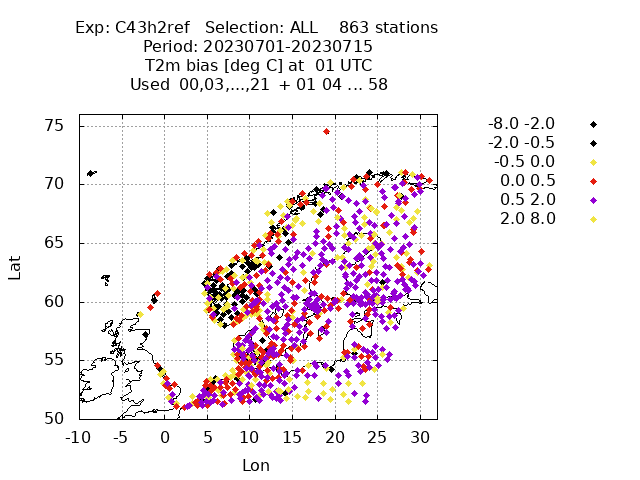 Exp: C43h2ref   Selection: ALL    863 stations
Period: 20230701-20230715
T2m bias [deg C] at  01 UTC
Used  00,03,...,21  + 01 04 ... 58
-8.0 -2.0
-2.0 -0.5
-0.5 0.0
0.0 0.5
0.5 2.0
2.0 8.0
Lat
75
70
65
60
55
50
-10 -5 0 5 10 15 20 25 30
Lon